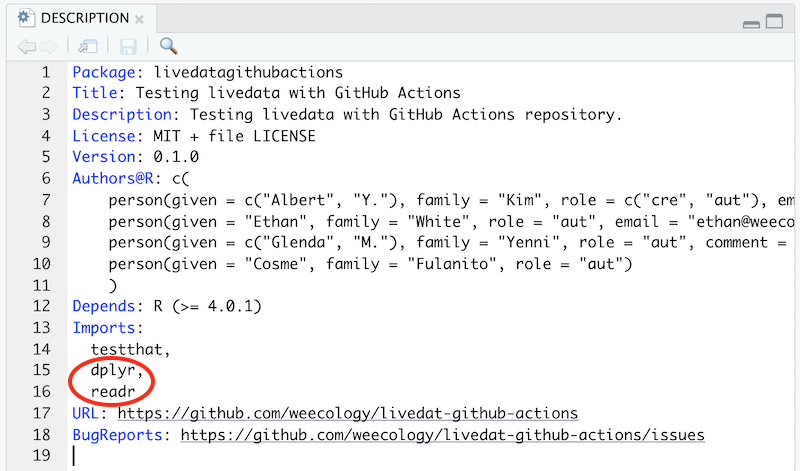 DESCRIPTION
1 Package: livedatagithubactions
2 Title: Testing livedata with GitHub Actions
3 Description: Testing livedata with GitHub Actions repository.
4 License: MIT + file LICENSE
5 Version: 0.1.0
6 Authors@R: c(
7 person(given = c("Albert", "Y."), family = "Kim", role = c("cre", "aut"), em
8 person(given = "Ethan", family = "White", role = "aut", email = "ethan@weeco
9 person(given = c("Glenda", "M."), family = "Yenni", role = "aut", comment =
10 person(given = "Cosme", family = "Fulanito", role = "aut")
11 )
12 Depends: R (>= 4.0.1)
13 Imports:
14 testthat,
15 dplyr,
16 readr
17 URL: https://github.com/weecology/livedat-github-actions
18 BugReports: https://github.com/weecology/livedat-github-actions/issues
19